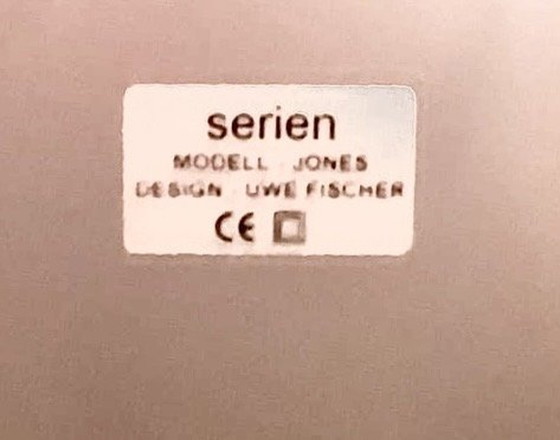 serien
MODELL JONES
DESIGN UWE FISCHER
CE